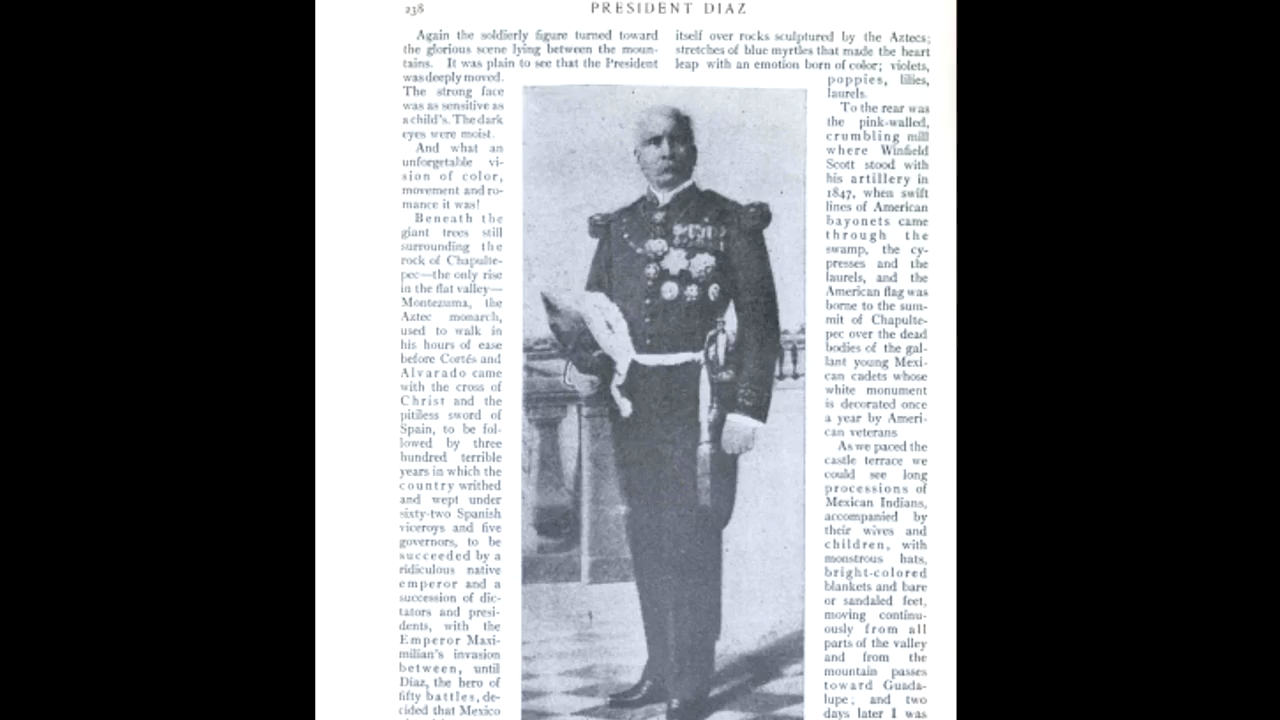 238
PRESIDENT DIAZ
Again the soldierly figure turned toward
the glorious scene lying between the moun-
tains. It was plain to see that the President
was deeply moved.
The strong face
was as sensitive as
a child's. The dark
eyes were moist.
And what an
unforgetable vi-
sion of color,
movement and ro-
mance it was!
Beneath the
giant trees still
surrounding the
rock of Chapulte-
pec—the only rise
in the flat valley—
Montezuma, the
Aztec monarch,
used to walk in
his hours of ease
before Cortés and
Alvarado came
with the cross of
Christ and the
pitiless sword of
Spain, to be fol-
lowed by three
hundred terrible
years in which the
country writhed
and wept under
sixty-two Spanish
viceroys and five
governors, to be
succeeded by a
ridiculous native
emperor and a
succession of dic-
tators and presi-
dents, with the
Emperor Maxi-
milian's invasion
between, until
Diaz, the hero of
fifty battles, de-
cided that Mexico
itself over rocks sculptured by the Aztecs;
stretches of blue myrtles that made the heart
leap with an emotion born of color; violets,
poppies, lilies,
laurels.
To the rear was
the pink-walled,
crumbling mill
where Winfield
Scott stood with
his artillery in
1847, when swift
lines of American
bayonets came
through the
swamp, the cy-
presses and the
laurels, and the
American flag was
borne to the sum-
mit of Chapulte-
pec over the dead
bodies of the gal-
lant young Mexi-
can cadets whose
white monument
is decorated once
a year by Ameri-
can veterans
As we paced the
castle terrace we
could see long
processions of
Mexican Indians,
accompanied by
their wives and
children, with
monstrous hats,
bright-colored
blankets and bare
or sandaled feet,
moving continu-
ously from all
parts of the valley
and from the
mountain passes
toward Guada-
lupe; and two
days later I was